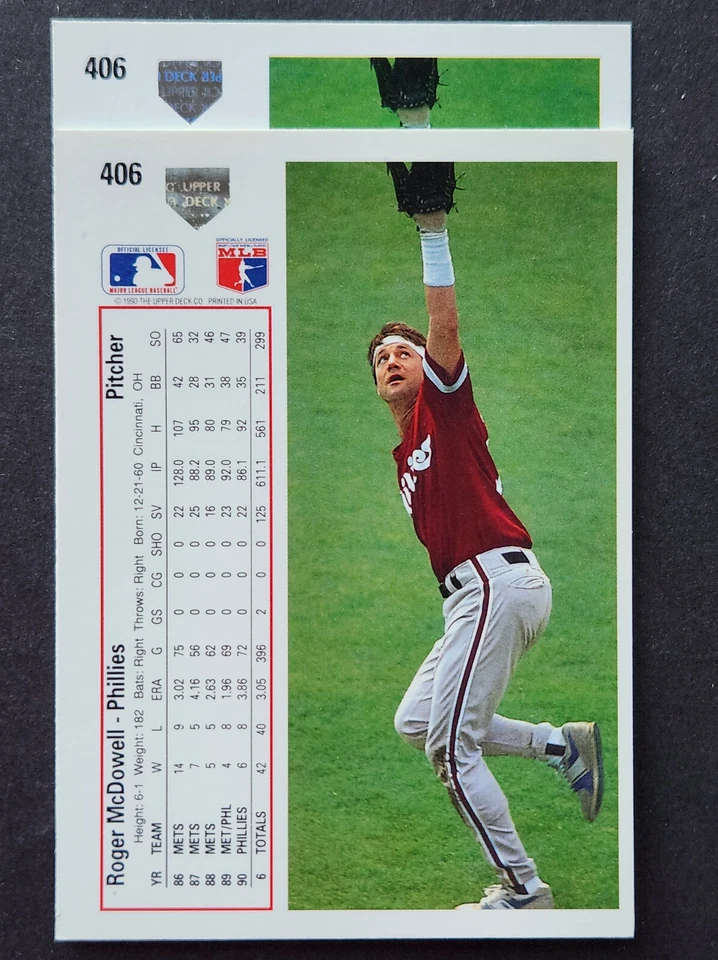 406
DECK
UPPER
DECK
406
UPPER
DECK
OFFICIAL LICENSEE
MAJOR LEAGUE BASEBALL
OFFICIALLY LICENSED
MLB
© 1990 THE UPPER DECK CO. PRINTED IN USA
Roger McDowell - Phillies Pitcher
Height: 6-1 Weight: 182 Bats: Right Throws: Right Born: 12-21-60 Cincinnati, OH
YR TEAM W L ERA G GS CG SHO SV IP H BB SO
86 METS 14 9 3.02 75 0 0 0 22 128.0 107 42 65
87 METS 7 5 4.16 56 0 0 0 25 88.2 95 28 32
88 METS 5 5 2.63 62 0 0 0 16 89.0 80 31 46
89 MET/PHL 4 8 1.96 69 0 0 0 23 92.0 79 38 47
90 PHILLIES 6 8 3.86 72 0 0 0 22 86.1 92 35 39
6 TOTALS 42 40 3.05 396 2 0 0 125 611.1 561 211 299